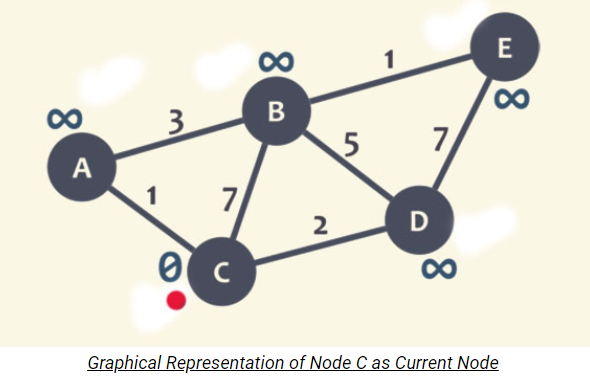 E
1
∞
B
∞
3
∞
5
7
A
1
7
D
2
0
C
∞
Graphical Representation of Node C as Current Node